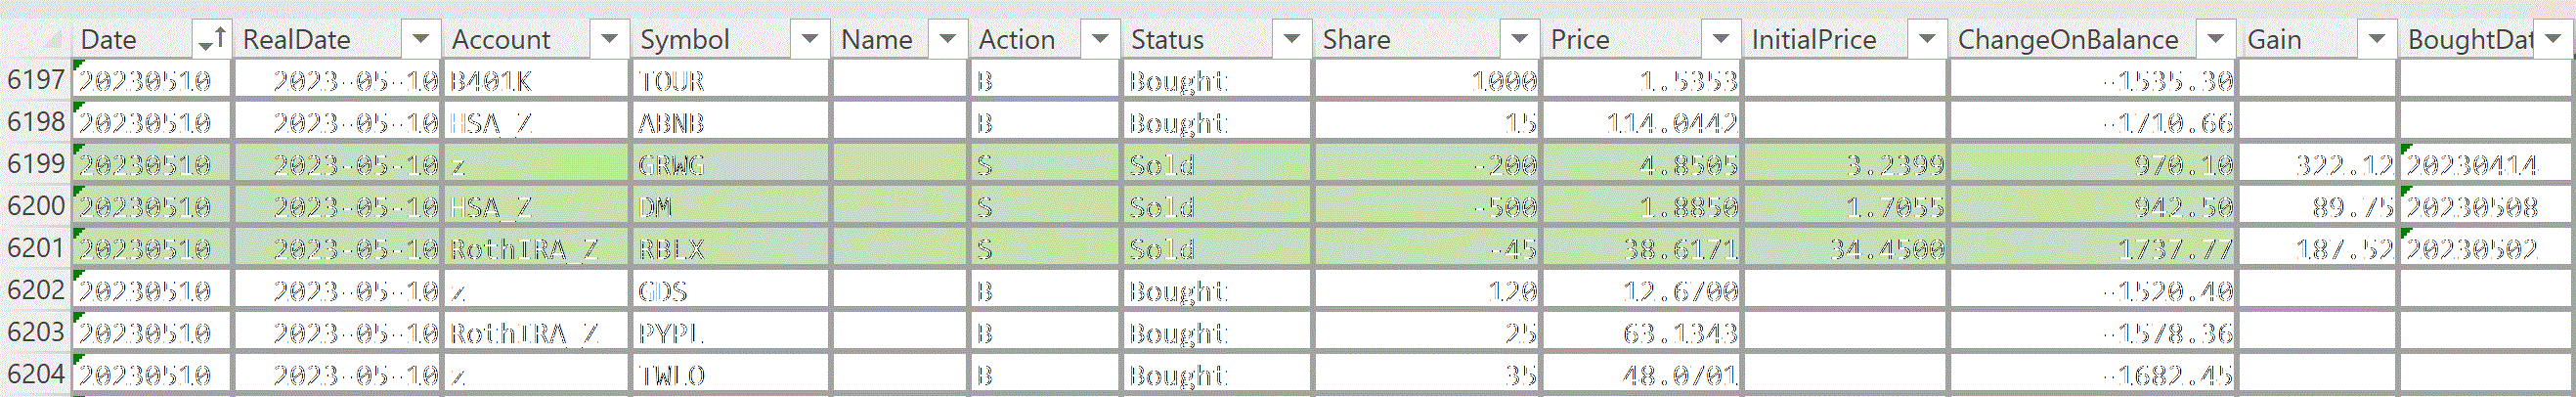 Date RealDate Account Symbol Name Action Status Share Price InitialPrice ChangeOnBalance Gain BoughtDat
6197 20230510 2023-05-10 B401K TOUR B Bought 1000 1.5353 -1535.30
6198 20230510 2023-05-10 HSA_Z ABNB B Bought 15 114.0442 -1710.66
6199 20230510 2023-05-10 z GRWG S Sold -200 4.8505 3.2399 970.10 322.12 20230414
6200 20230510 2023-05-10 HSA_Z DM S Sold -500 1.8850 1.7055 942.50 89.75 20230508
6201 20230510 2023-05-10 RothIRA_Z RBLX S Sold -45 38.6171 34.4500 1737.77 187.52 20230502
6202 20230510 2023-05-10 z GDS B Bought 120 12.6700 -1520.40
6203 20230510 2023-05-10 RothIRA_Z PYPL B Bought 25 63.1343 -1578.36
6204 20230510 2023-05-10 z TWLO B Bought 35 48.0701 -1682.45